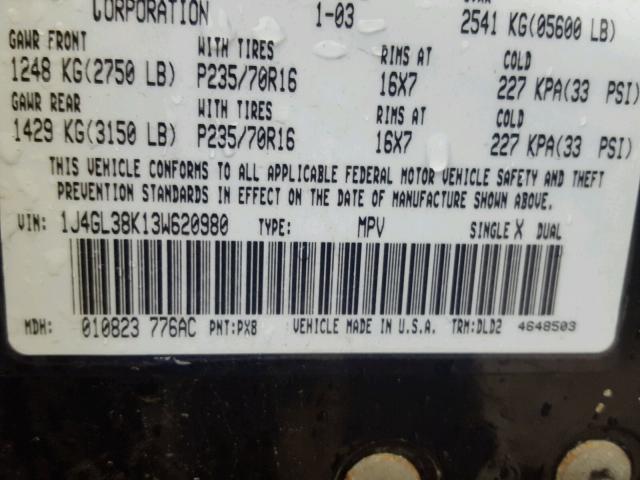 CORPORATION 1-03 2541 KG(05600 LB)
GAWR FRONT WITH TIRES RIMS AT COLD
1248 KG(2750 LB) P235/70R16 16X7 227 KPA(33 PSI)
GAWR REAR WITH TIRES RIMS AT COLD
1429 KG(3150 LB) P235/70R16 16X7 227 KPA(33 PSI)
THIS VEHICLE CONFORMS TO ALL APPLICABLE FEDERAL MOTOR VEHICLE SAFETY AND THEFT
PREVENTION STANDARDS IN EFFECT ON THE DATE OF MANUFACTURE SHOWN ABOVE.
VIN: 1J4GL38K13W620980 TYPE: MPV SINGLE X DUAL
MDH: 010823 776AC PNT:PX8 VEHICLE MADE IN U.S.A. TRM:DLD2 4648503